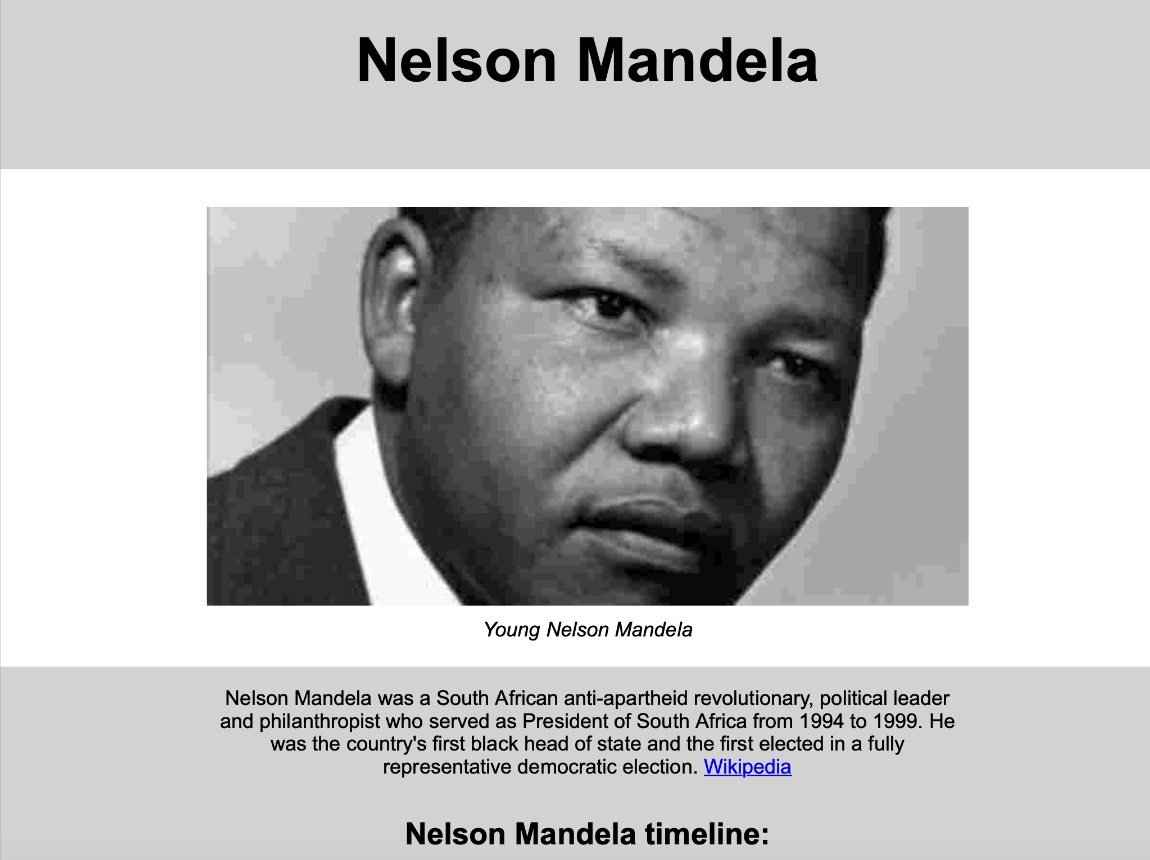 Nelson Mandela
Young Nelson Mandela
Nelson Mandela was a South African anti-apartheid revolutionary, political leader
and philanthropist who served as President of South Africa from 1994 to 1999. He
was the country's first black head of state and the first elected in a fully
representative democratic election. Wikipedia
Nelson Mandela timeline: